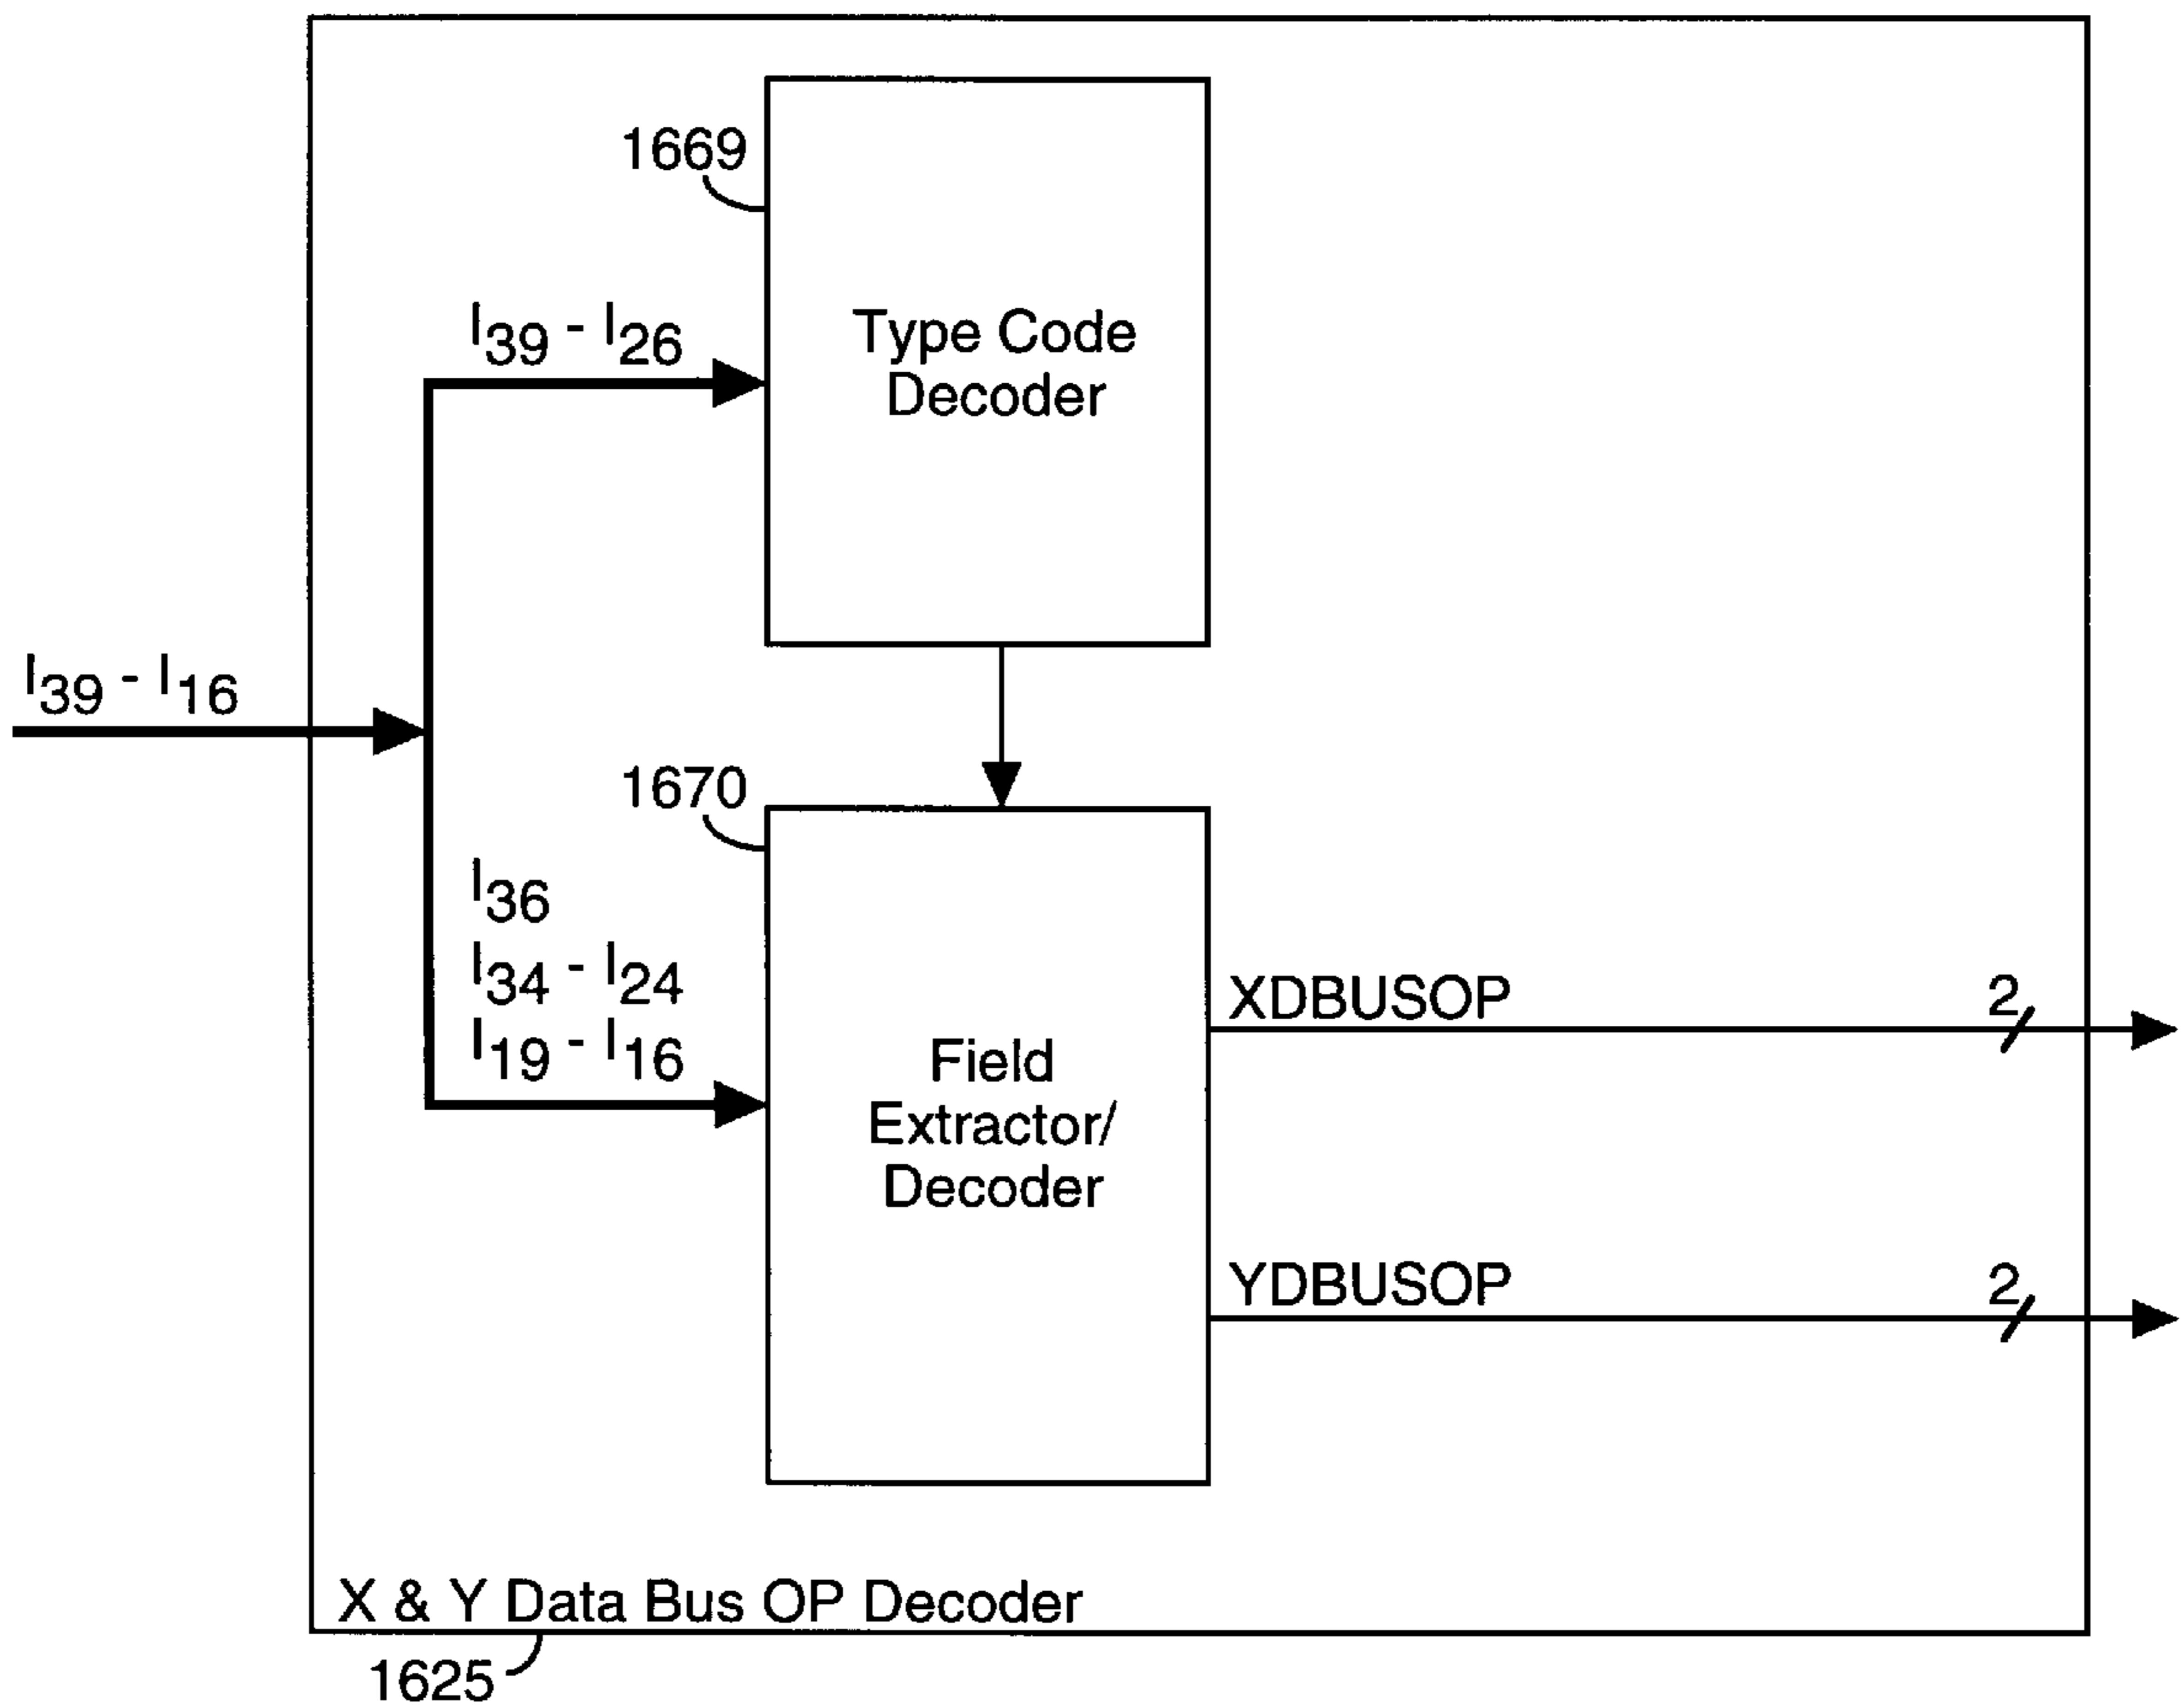 1669
I39 - I26
Type Code
Decoder
I39 - I16
1670
I36
I34 - I24
I19 - I16
Field
Extractor/
Decoder
XDBUSOP
2
YDBUSOP
2
X & Y Data Bus OP Decoder
1625